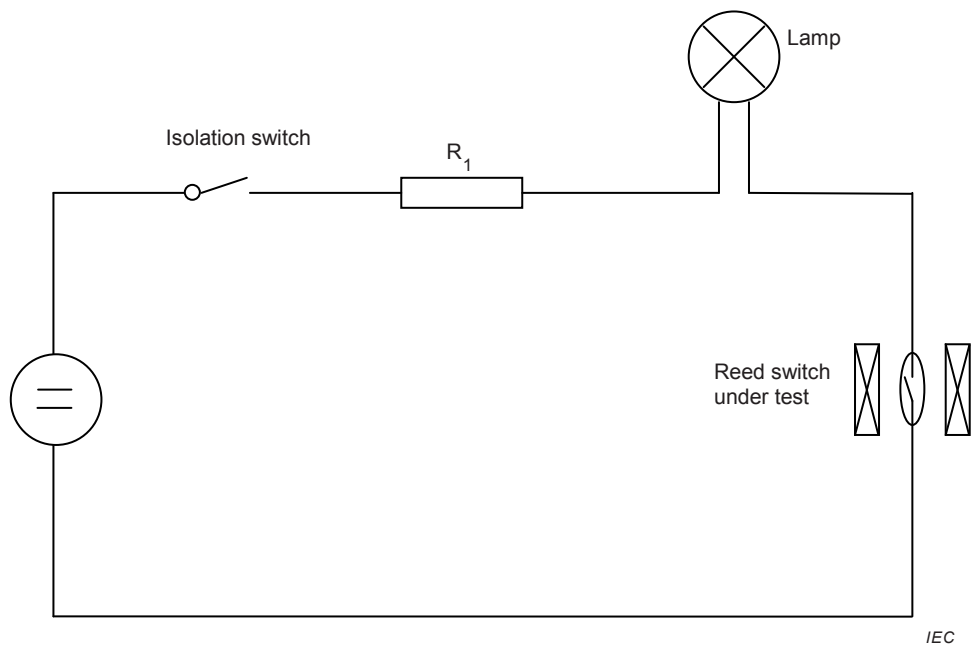 Lamp
Isolation switch
R1
Reed switch
under test
IEC